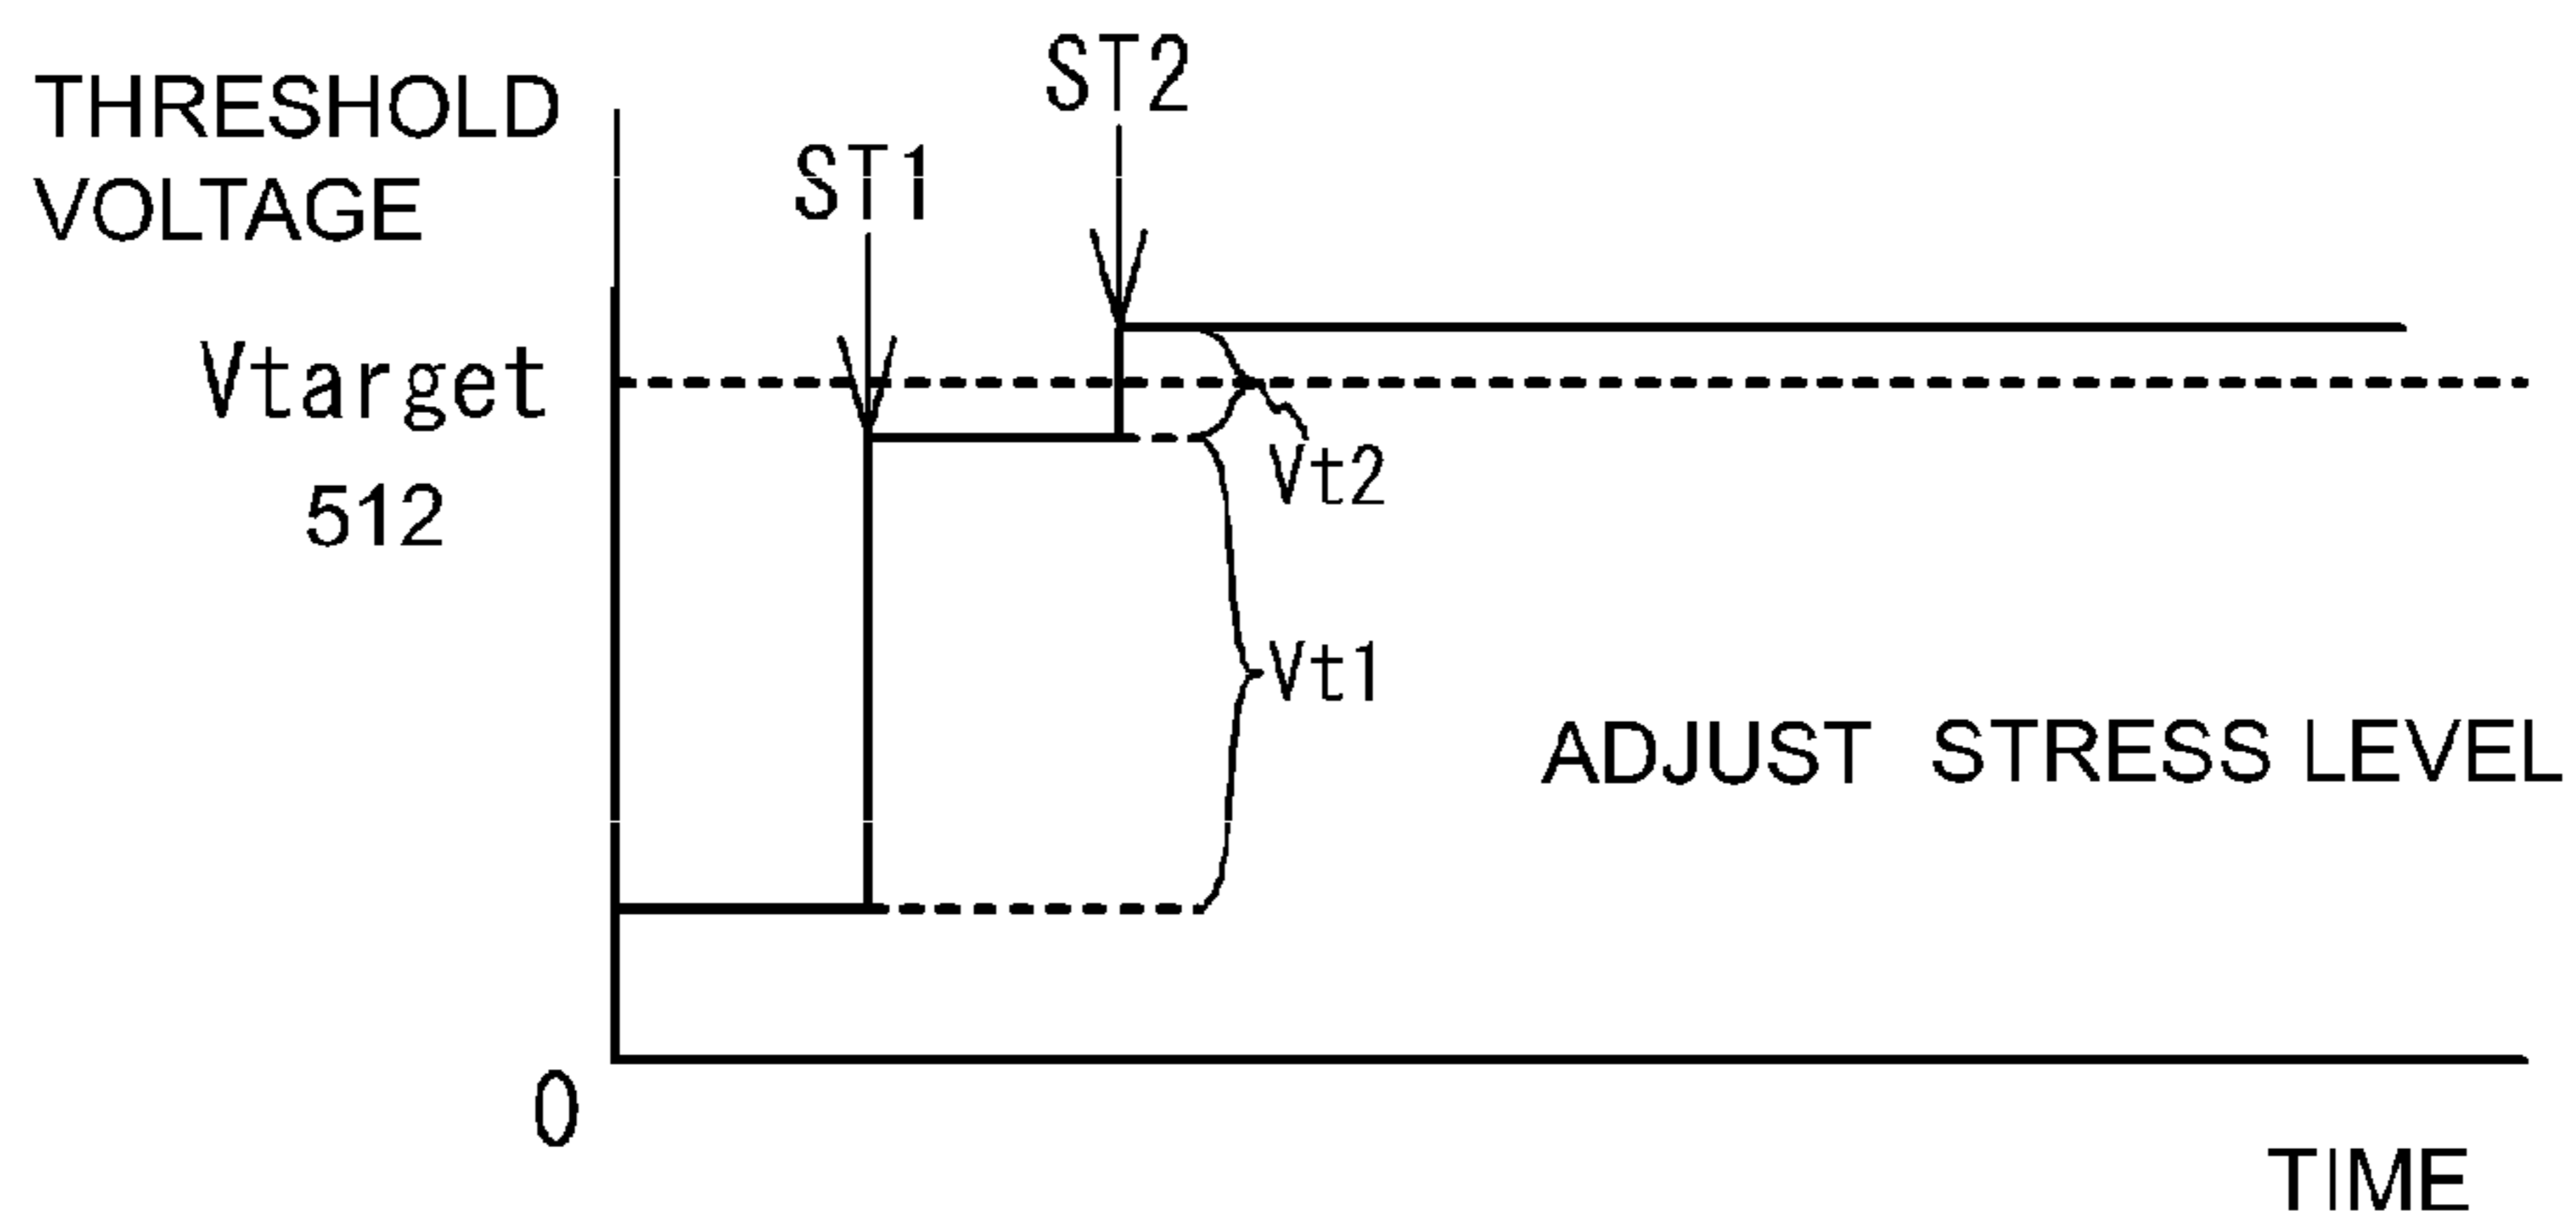 THRESHOLD
VOLTAGE
ST1
ST2
Vtarget
512
Vt2
Vt1
ADJUST STRESS LEVEL
0
TIME